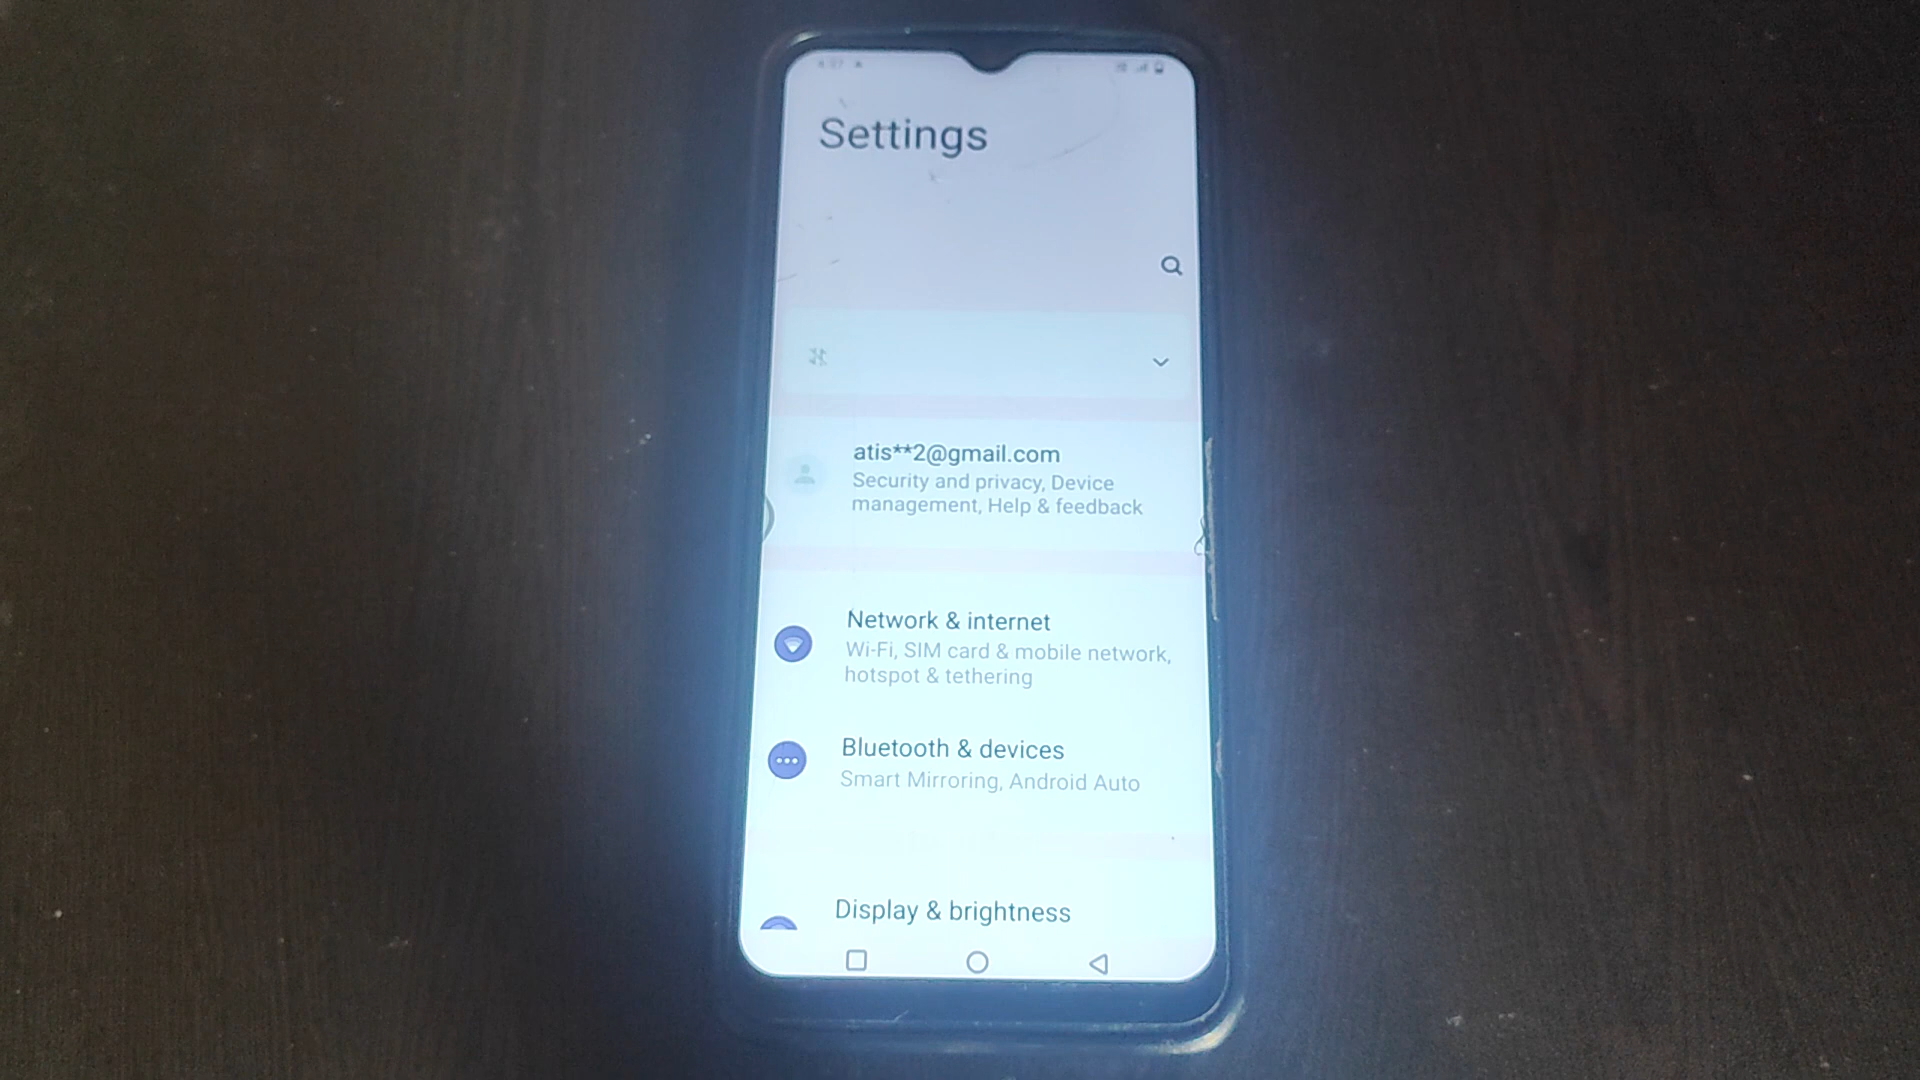 Settings
atis**2@gmail.com
Security and privacy, Device
management, Help & feedback
Network & internet
Wi-Fi, SIM card & mobile network,
hotspot & tethering
Bluetooth & devices
Smart Mirroring, Android Auto
Display & brightness